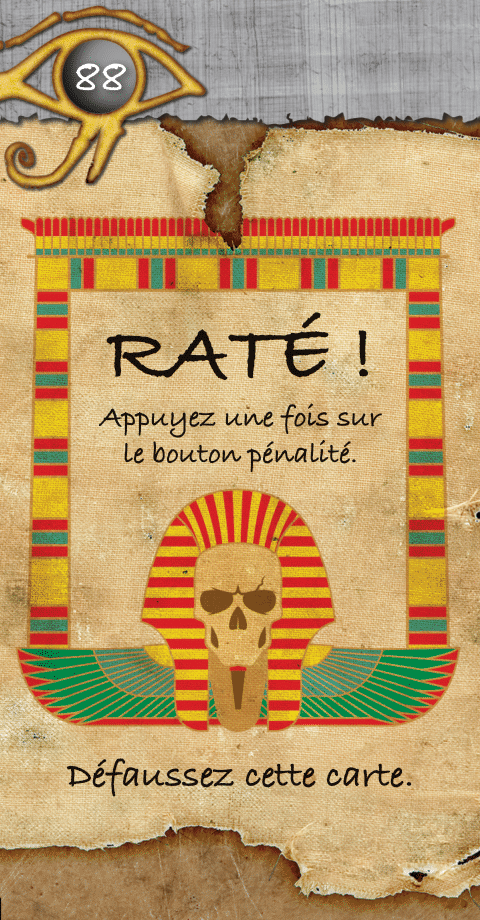 88
RATÉ !
Appuyez une fois sur
le bouton pénalité.
Défaussez cette carte.